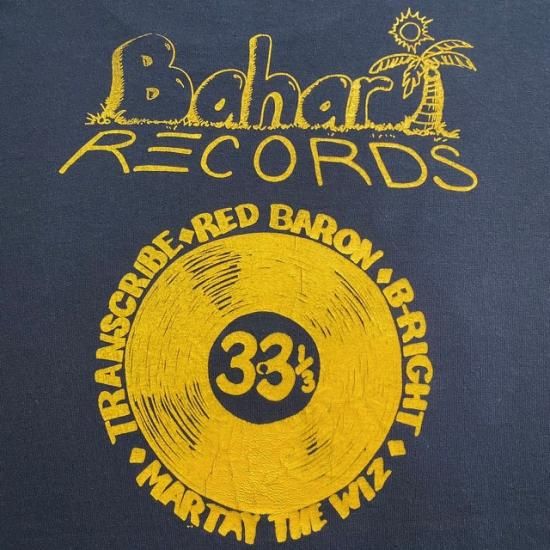 Bahari
RECORDS
TRANSCRIBE◆RED BARON◆B-RIGHT◆MARTAY THE WIZ◆
33⅓